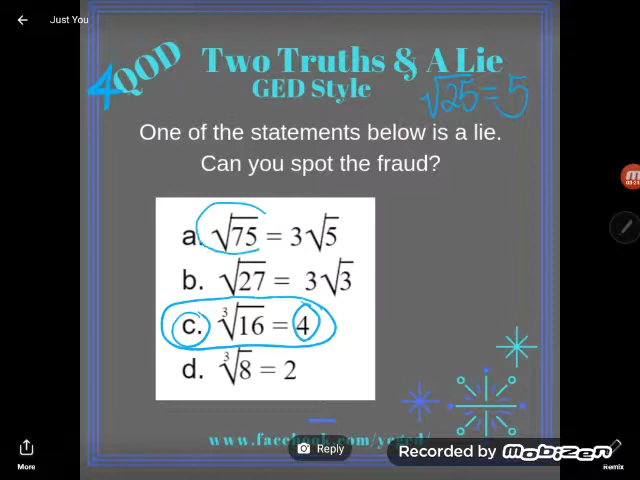 Just You
4QOD
Two Truths & A Lie
GED Style
√25 = 5
One of the statements below is a lie.
Can you spot the fraud?
a. √75 = 3√5
b. √27 = 3√3
c. ∛16 = 4
d. ∛8 = 2
www.facebook.com/
Reply
More
Recorded by MOBIZEN
Remix